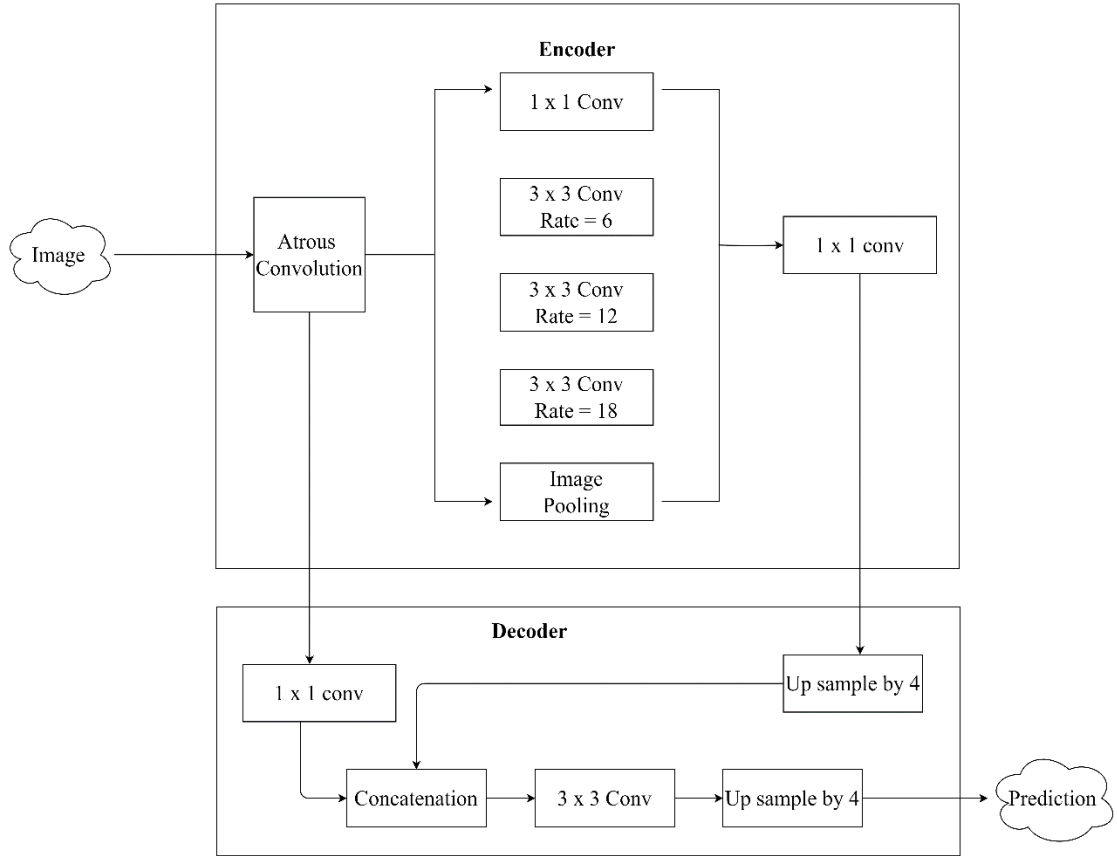 Encoder
1 x 1 Conv
3 x 3 Conv
Rate = 6
Image
Atrous
Convolution
1 x 1 conv
3 x 3 Conv
Rate = 12
3 x 3 Conv
Rate = 18
Image
Pooling
Decoder
1 x 1 conv
Up sample by 4
Concatenation
3 x 3 Conv
Up sample by 4
Prediction